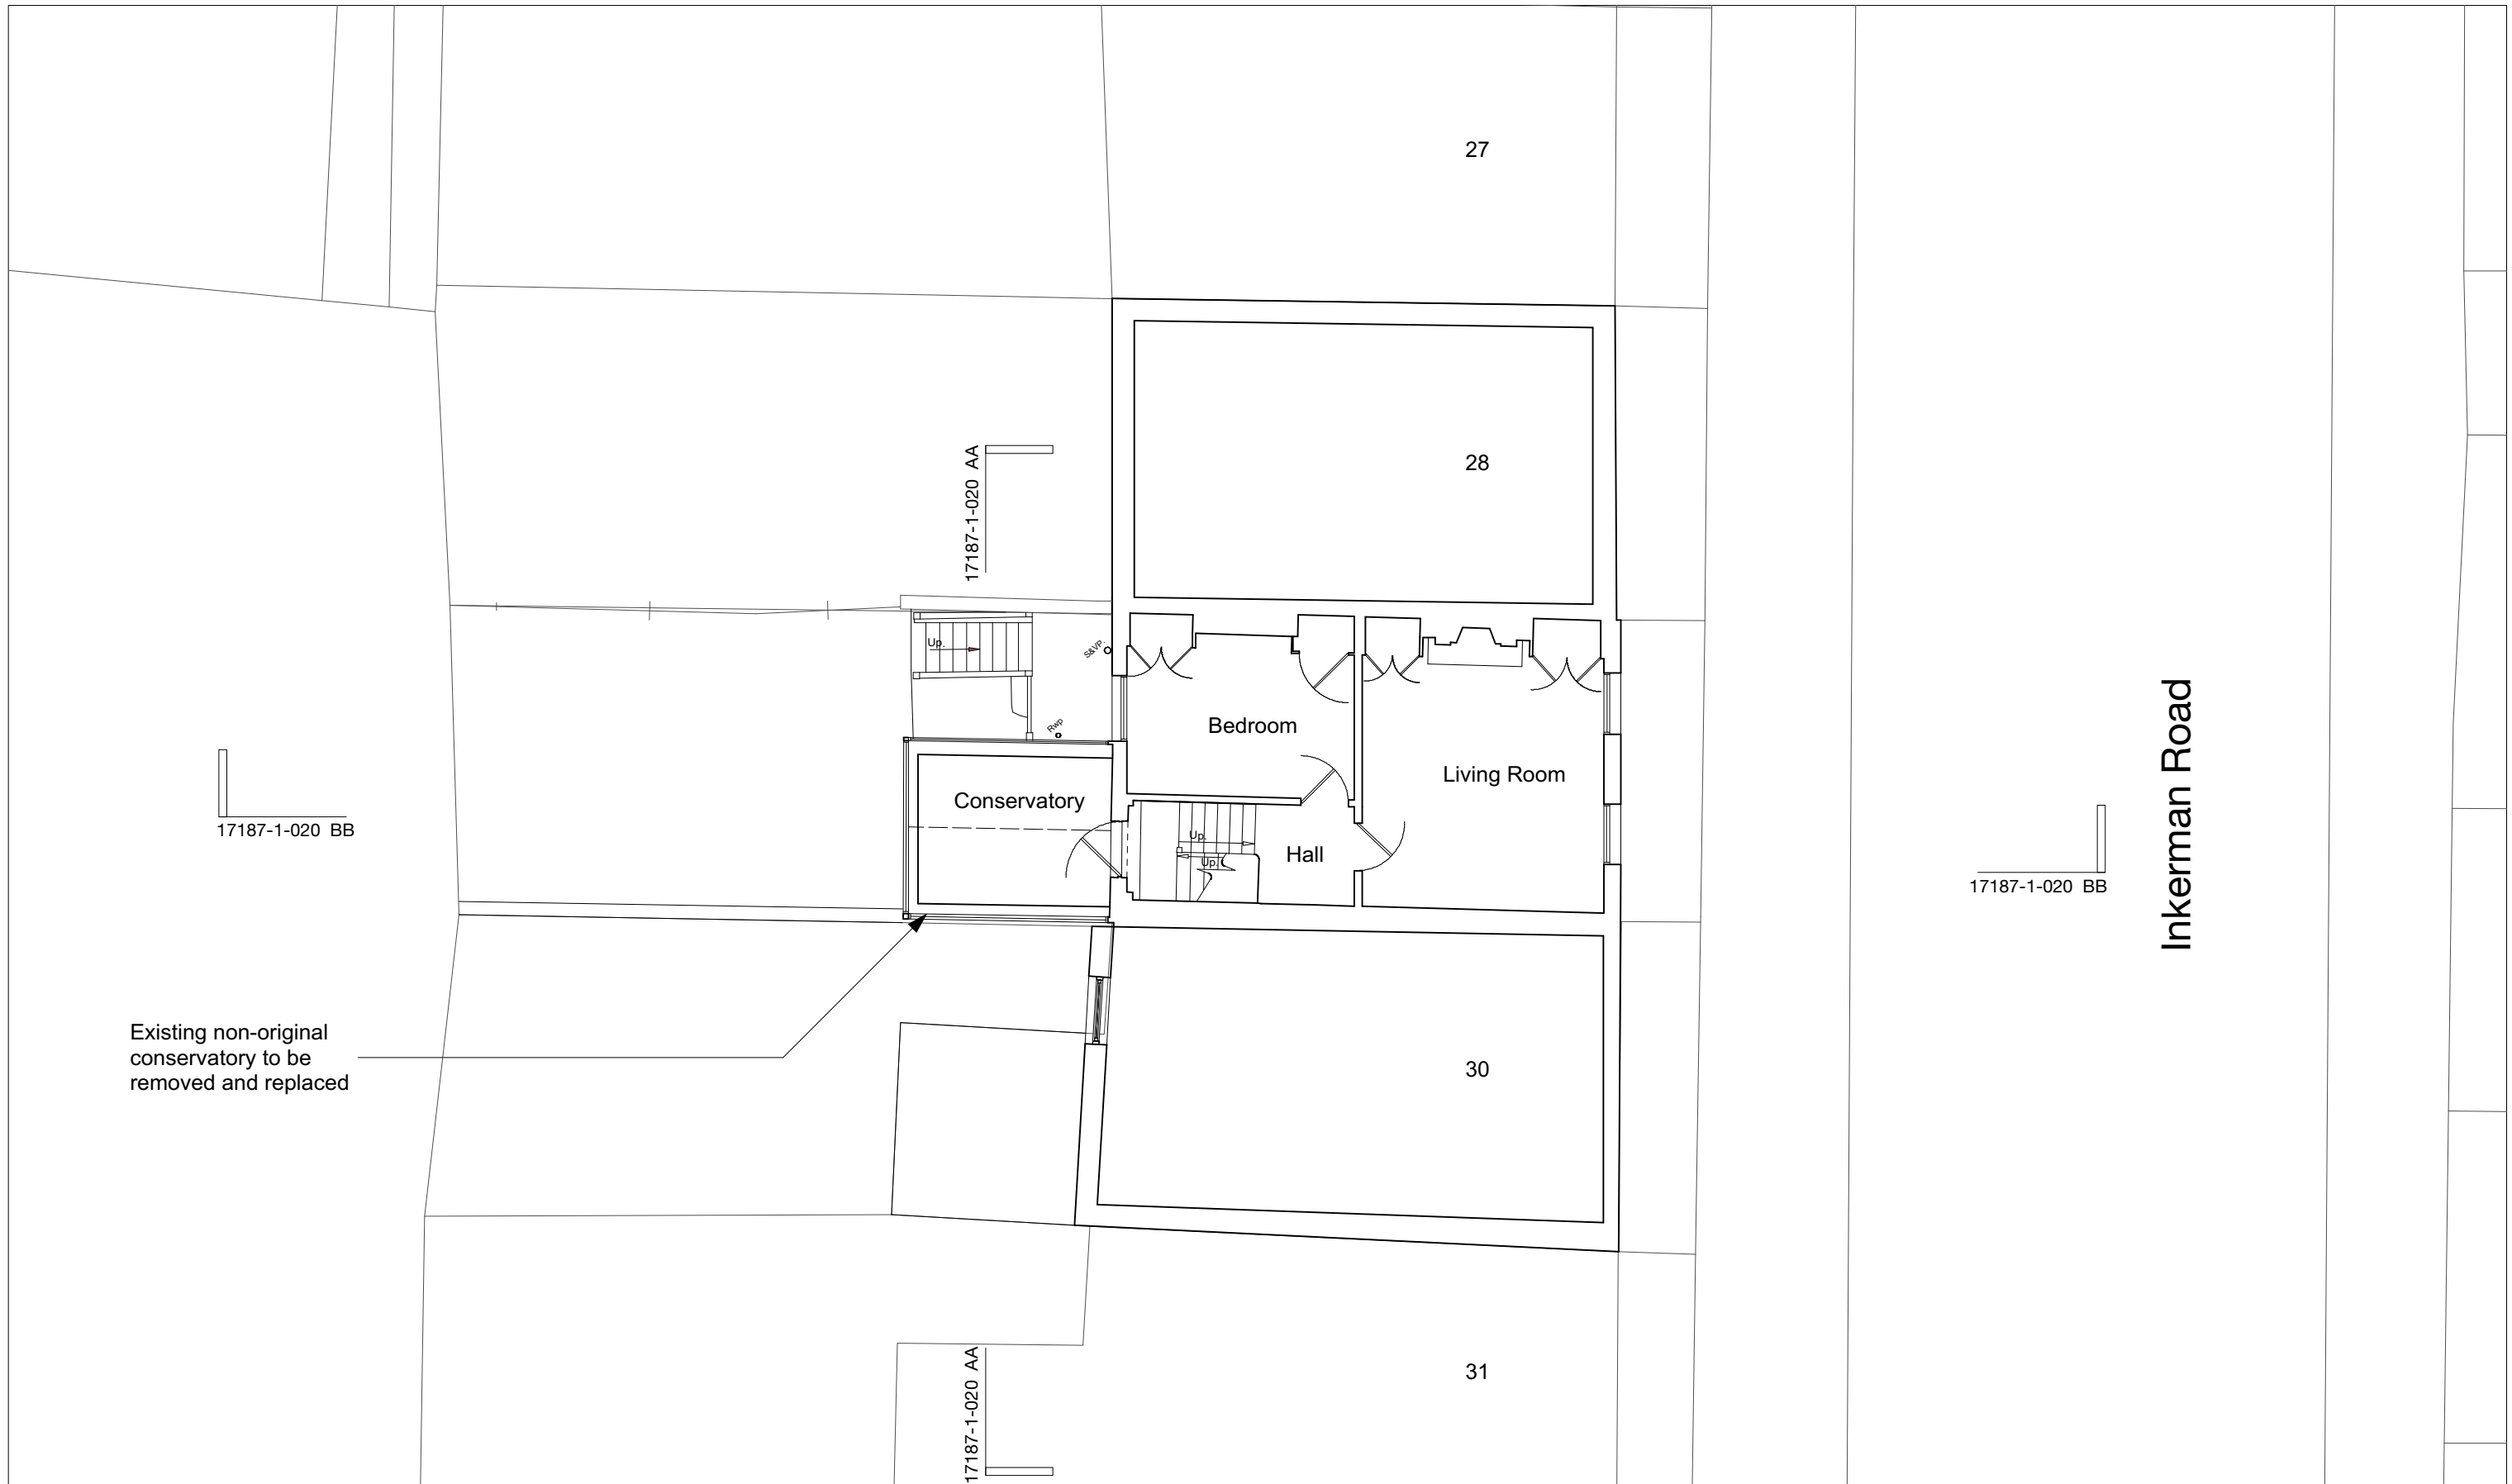 27
28
17187-1-020 AA
Up.
S&VP.
Rwp
Bedroom
Living Room
Conservatory
Up.
Hall
Up.
17187-1-020 BB
17187-1-020 BB
Inkerman Road
Existing non-original
conservatory to be
removed and replaced
30
31
17187-1-020 AA